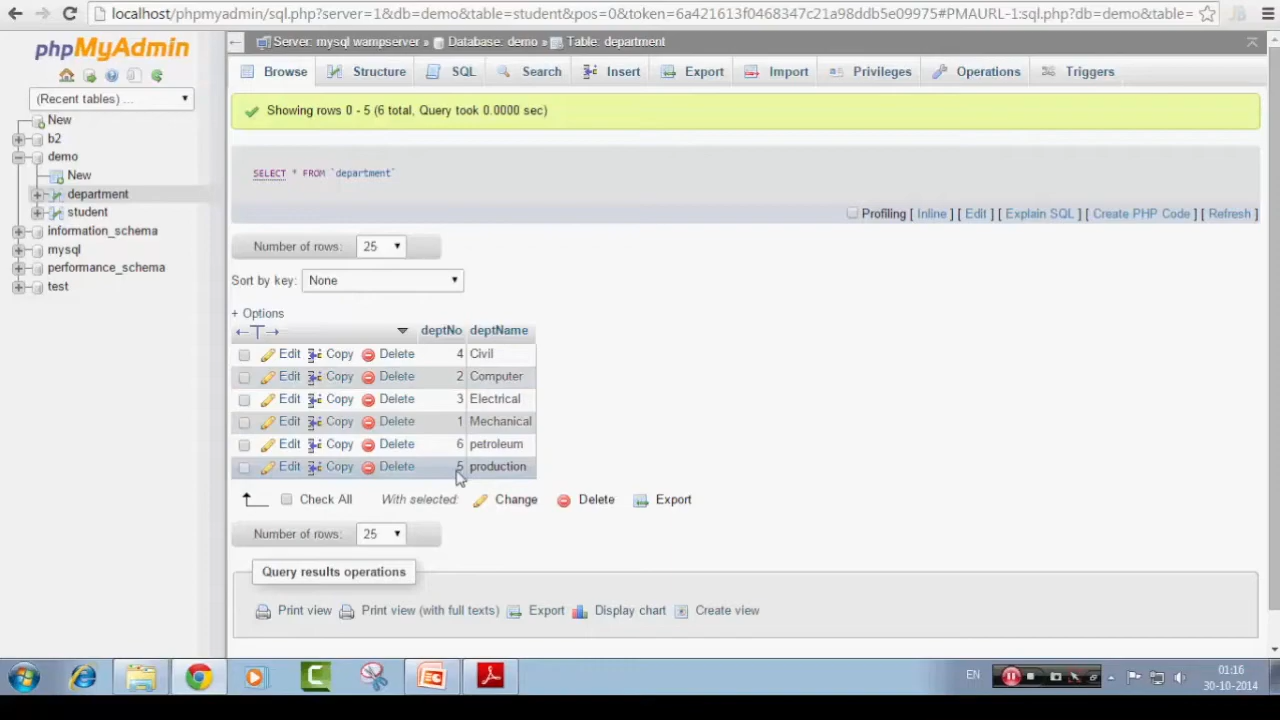 localhost/phpmyadmin/sql.php?server=1&db=demo&table=student&pos=0&token=6a421613f0468347c21a98ddb5e09975#PMAURL-1:sql.php?db=demo&table=
phpMyAdmin
(Recent tables) ...
New
b2
demo
New
department
student
information_schema
mysql
performance_schema
test
Server: mysql wampserver » Database: demo » Table: department
Browse Structure SQL Search Insert Export Import Privileges Operations Triggers
Showing rows 0 - 5 (6 total, Query took 0.0000 sec)
SELECT * FROM `department`
Profiling [ Inline ] [ Edit ] [ Explain SQL ] [ Create PHP Code ] [ Refresh ]
Number of rows: 25
Sort by key: None
+ Options
deptNo deptName
Edit Copy Delete 4 Civil
Edit Copy Delete 2 Computer
Edit Copy Delete 3 Electrical
Edit Copy Delete 1 Mechanical
Edit Copy Delete 6 petroleum
Edit Copy Delete 5 production
Check All With selected: Change Delete Export
Number of rows: 25
Query results operations
Print view Print view (with full texts) Export Display chart Create view
EN
01:16
30-10-2014